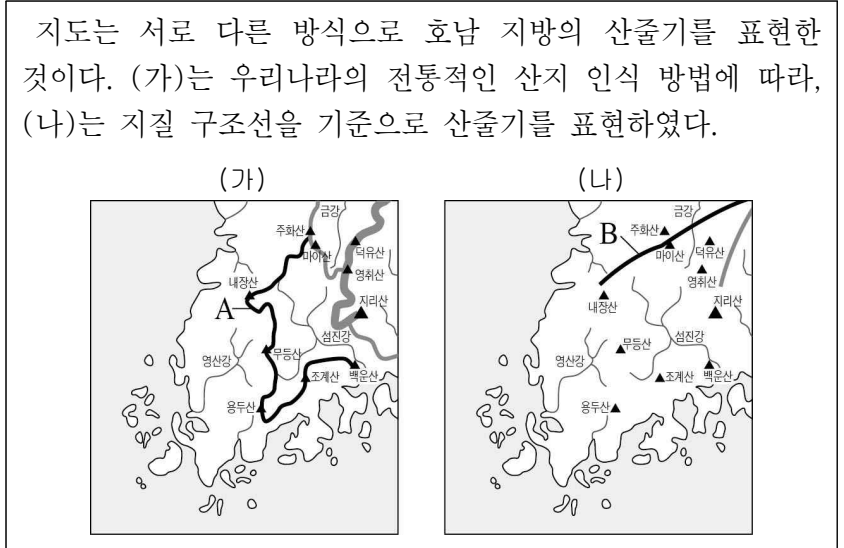 지도는 서로 다른 방식으로 호남 지방의 산줄기를 표현한
것이다. (가)는 우리나라의 전통적인 산지 인식 방법에 따라,
(나)는 지질 구조선을 기준으로 산줄기를 표현하였다.
(가)
금강
주화산
마이산
덕유산
영취산
내장산
A
지리산
섬진강
무등산
영산강
조계산
백운산
용두산
(나)
금강
주화산
B
마이산
덕유산
영취산
내장산
지리산
섬진강
무등산
영산강
조계산
백운산
용두산